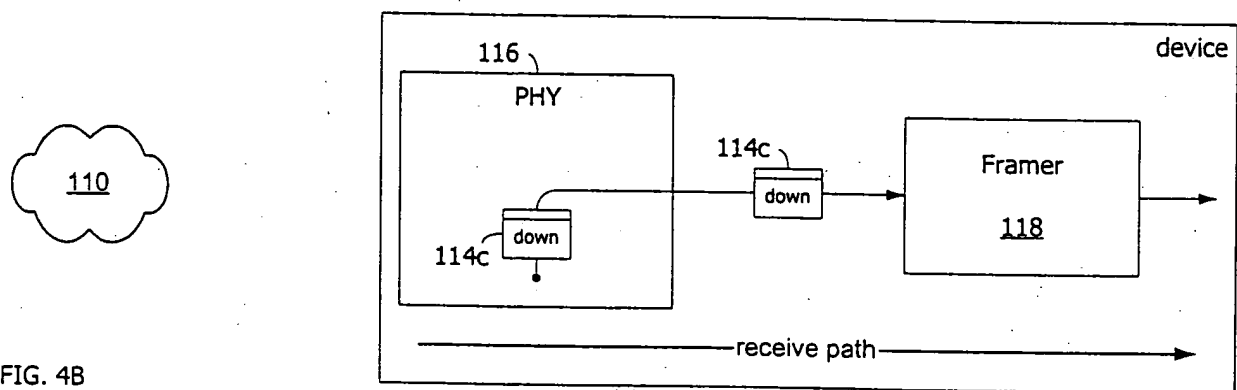 device
116
PHY
110
114c
down
114c
down
Framer
118
receive path
FIG. 4B